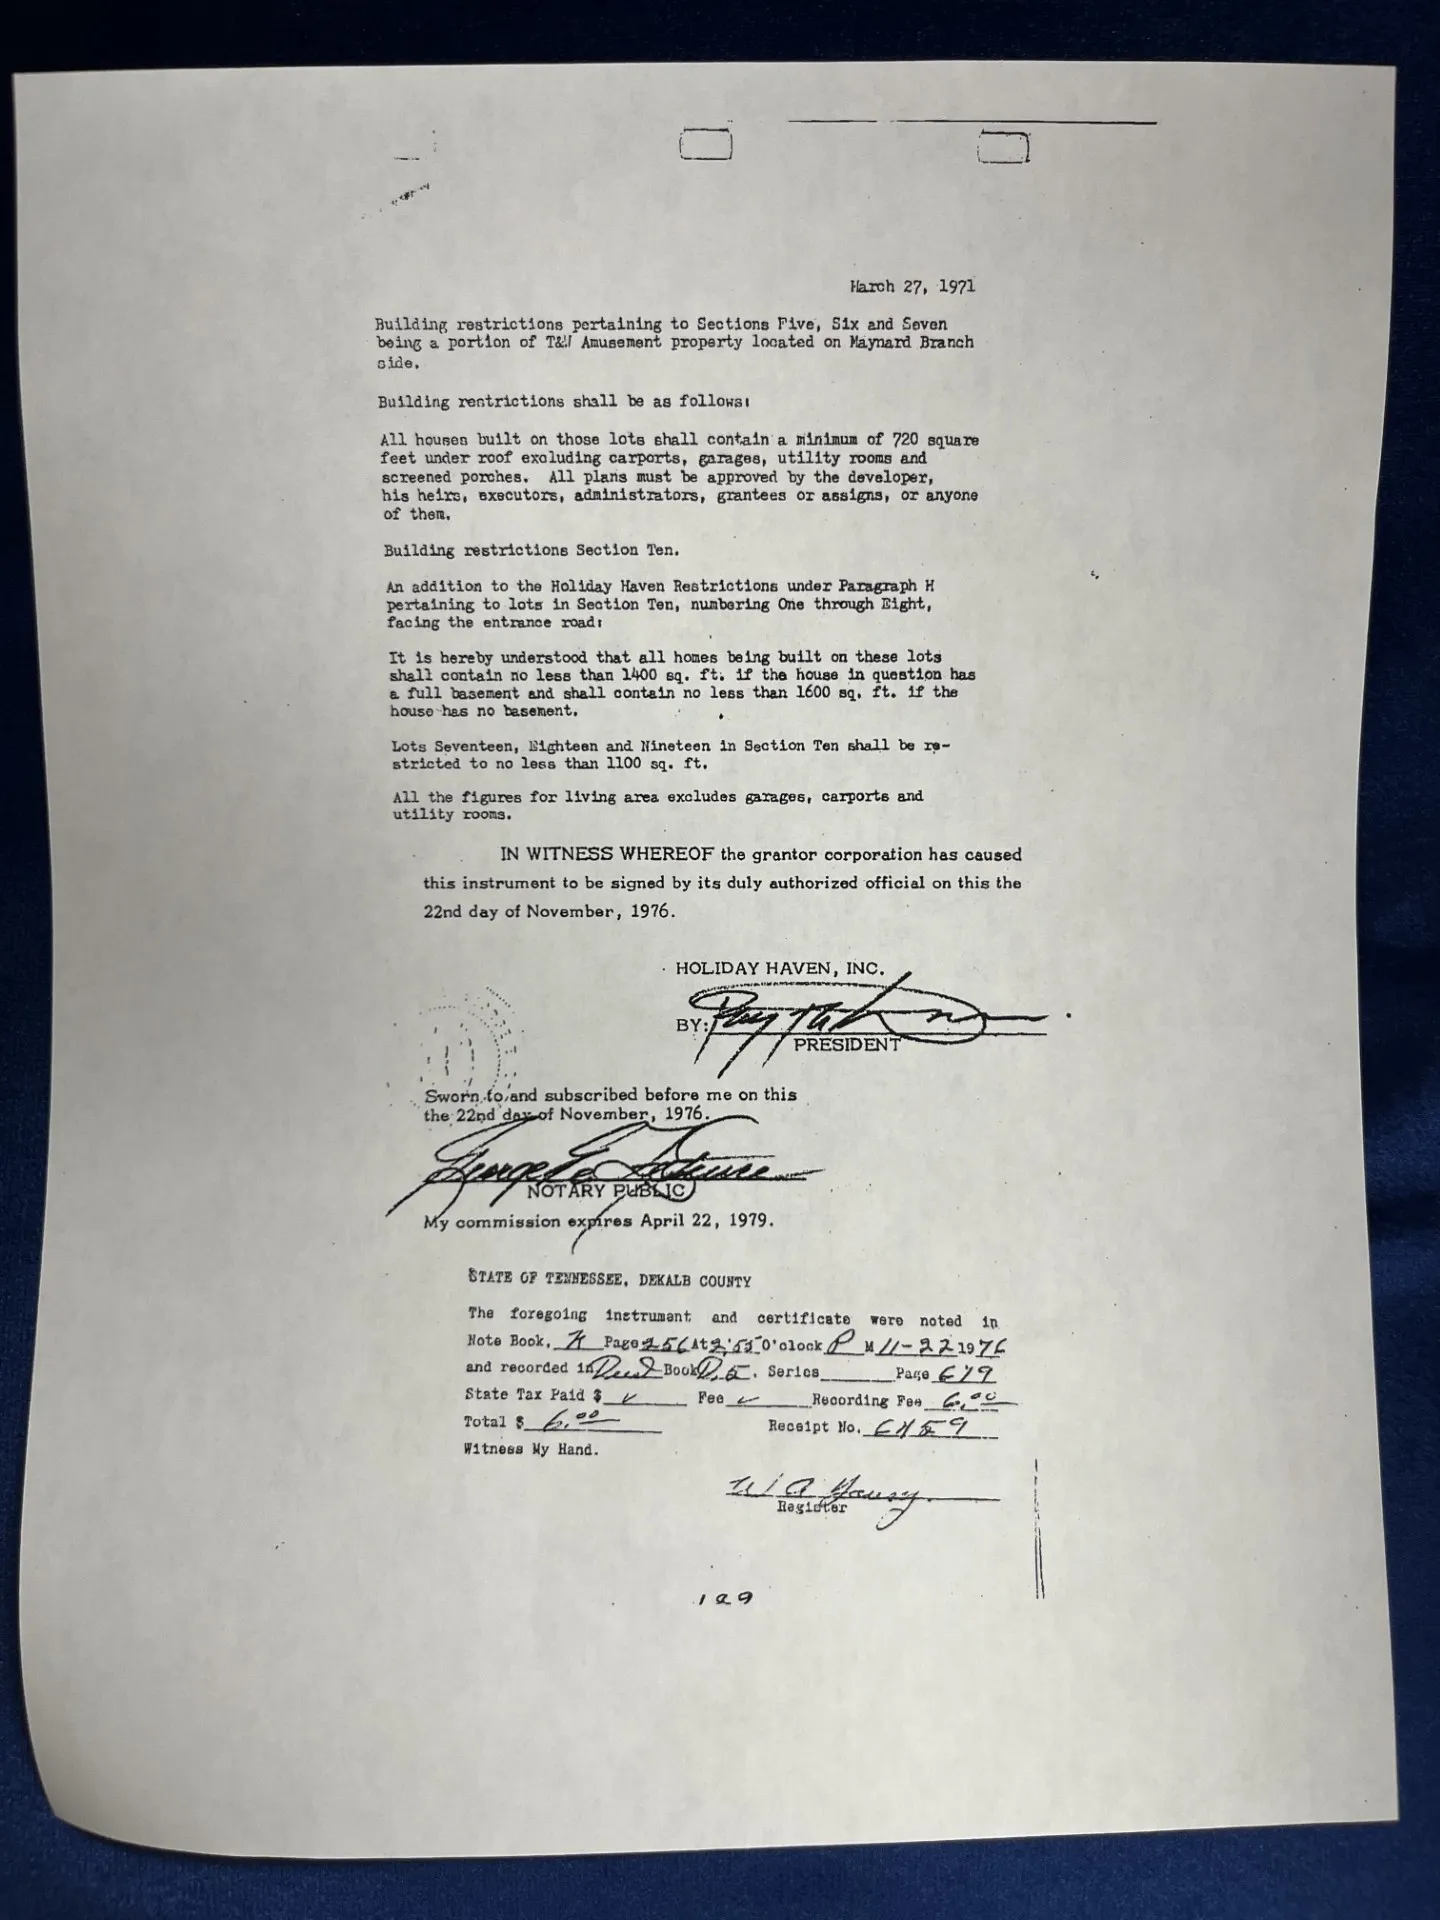 March 27, 1971
Building restrictions pertaining to Sections Five, Six and Seven
being a portion of T&W Amusement property located on Maynard Branch
side.
Building restrictions shall be as follows:
All houses built on those lots shall contain a minimum of 720 square
feet under roof excluding carports, garages, utility rooms and
screened porches. All plans must be approved by the developer,
his heirs, executors, administrators, grantees or assigns, or anyone
of them.
Building restrictions Section Ten.
An addition to the Holiday Haven Restrictions under Paragraph H
pertaining to lots in Section Ten, numbering One through Eight,
facing the entrance road:
It is hereby understood that all homes being built on these lots
shall contain no less than 1400 sq. ft. if the house in question has
a full basement and shall contain no less than 1600 sq. ft. if the
house has no basement.
Lots Seventeen, Eighteen and Nineteen in Section Ten shall be re-
stricted to no less than 1100 sq. ft.
All the figures for living area excludes garages, carports and
utility rooms.
IN WITNESS WHEREOF the grantor corporation has caused
this instrument to be signed by its duly authorized official on this the
22nd day of November, 1976.
HOLIDAY HAVEN, INC.
BY:
PRESIDENT
Sworn to and subscribed before me on this
the 22nd day of November, 1976.
George E.
NOTARY PUBLIC
My commission expires April 22, 1979.
STATE OF TENNESSEE, DEKALB COUNTY
The foregoing instrument and certificate were noted in
Note Book, Page 256 At 2:55 O'clock P M 11-22 1976
and recorded in Deed Book Series Page 679
State Tax Paid $ ✓ Fee ✓ Recording Fee 6.00
Total $ 6.00 Receipt No.
Witness My Hand.
W A
Register
129